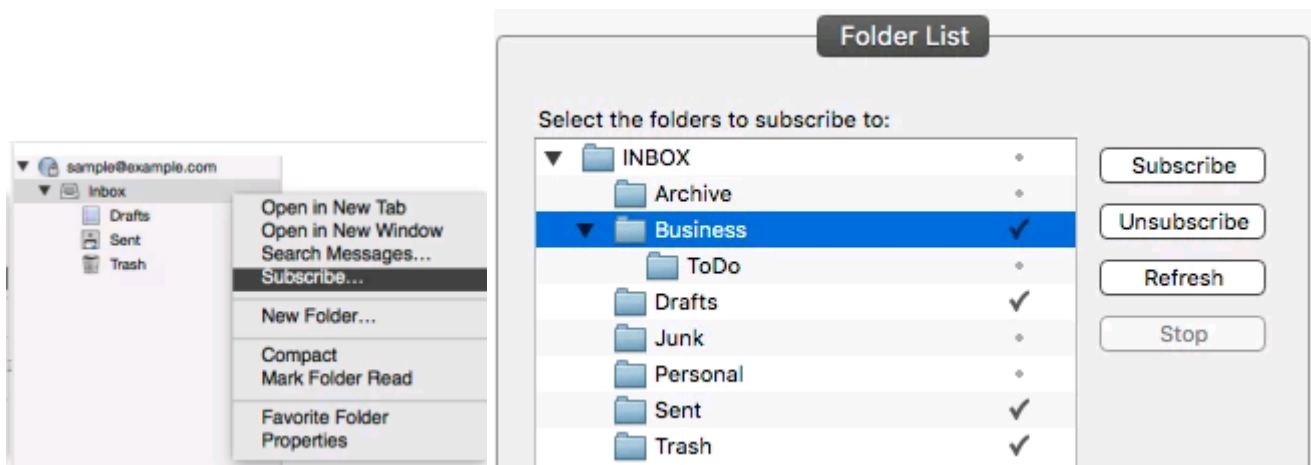 sample@example.com
Inbox
Drafts
Sent
Trash
Open in New Tab
Open in New Window
Search Messages...
Subscribe...
New Folder...
Compact
Mark Folder Read
Favorite Folder
Properties
Folder List
Select the folders to subscribe to:
INBOX
Archive
Business
ToDo
Drafts
Junk
Personal
Sent
Trash
Subscribe
Unsubscribe
Refresh
Stop